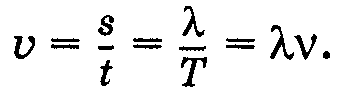 v = s/t = λ/T = λν.